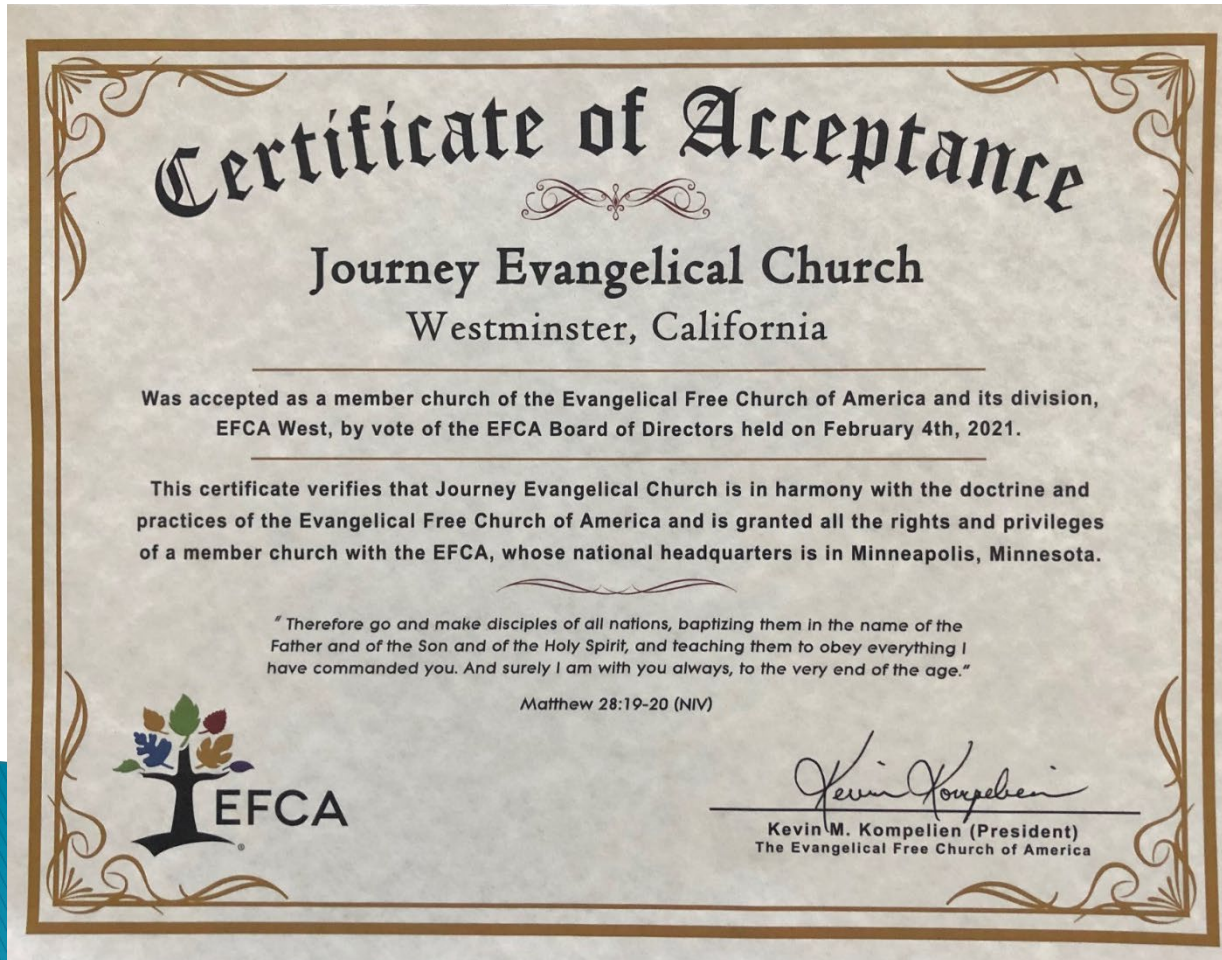 Certificate of Acceptance
Journey Evangelical Church
Westminster, California
Was accepted as a member church of the Evangelical Free Church of America and its division,
EFCA West, by vote of the EFCA Board of Directors held on February 4th, 2021.
This certificate verifies that Journey Evangelical Church is in harmony with the doctrine and
practices of the Evangelical Free Church of America and is granted all the rights and privileges
of a member church with the EFCA, whose national headquarters is in Minneapolis, Minnesota.
" Therefore go and make disciples of all nations, baptizing them in the name of the
Father and of the Son and of the Holy Spirit, and teaching them to obey everything I
have commanded you. And surely I am with you always, to the very end of the age."
Matthew 28:19-20 (NIV)
EFCA®
Kevin Kompelien
Kevin M. Kompelien (President)
The Evangelical Free Church of America